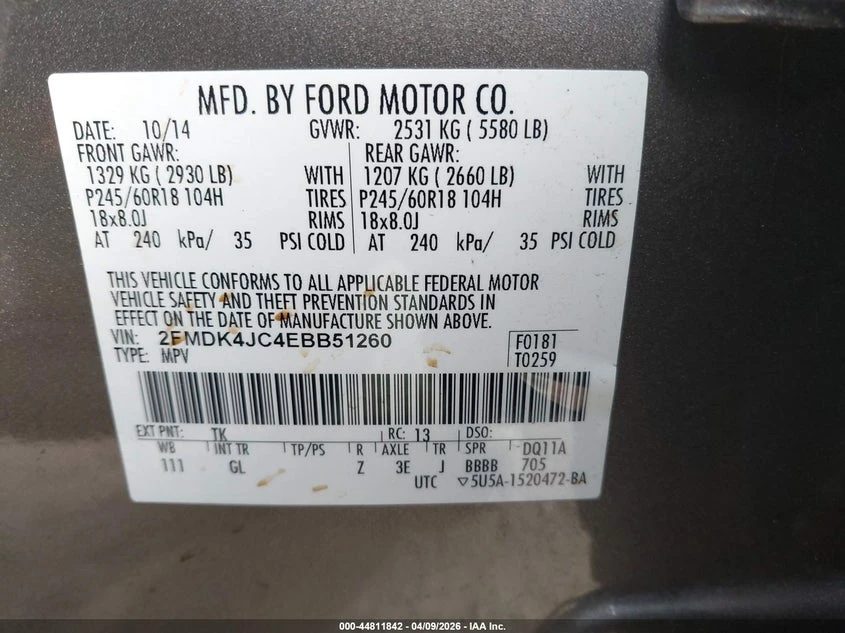 MFD. BY FORD MOTOR CO.
DATE: 10/14 GVWR: 2531 KG ( 5580 LB)
FRONT GAWR: REAR GAWR:
1329 KG ( 2930 LB) WITH 1207 KG ( 2660 LB) WITH
P245/60R18 104H TIRES P245/60R18 104H TIRES
18x8.0J RIMS 18x8.0J RIMS
AT 240 kPa/ 35 PSI COLD AT 240 kPa/ 35 PSI COLD
THIS VEHICLE CONFORMS TO ALL APPLICABLE FEDERAL MOTOR
VEHICLE SAFETY AND THEFT PREVENTION STANDARDS IN
EFFECT ON THE DATE OF MANUFACTURE SHOWN ABOVE.
VIN: 2FMDK4JC4EBB51260 F0181
TYPE: MPV T0259
EXT PNT: TK RC: 13 DSO:
WB INT TR TP/PS R AXLE TR SPR DQ11A
111 GL Z 3E J BBBB 705
UTC ▽5U5A-1520472-BA
000-44811842 | 04/09/2026 - IAA, Inc.